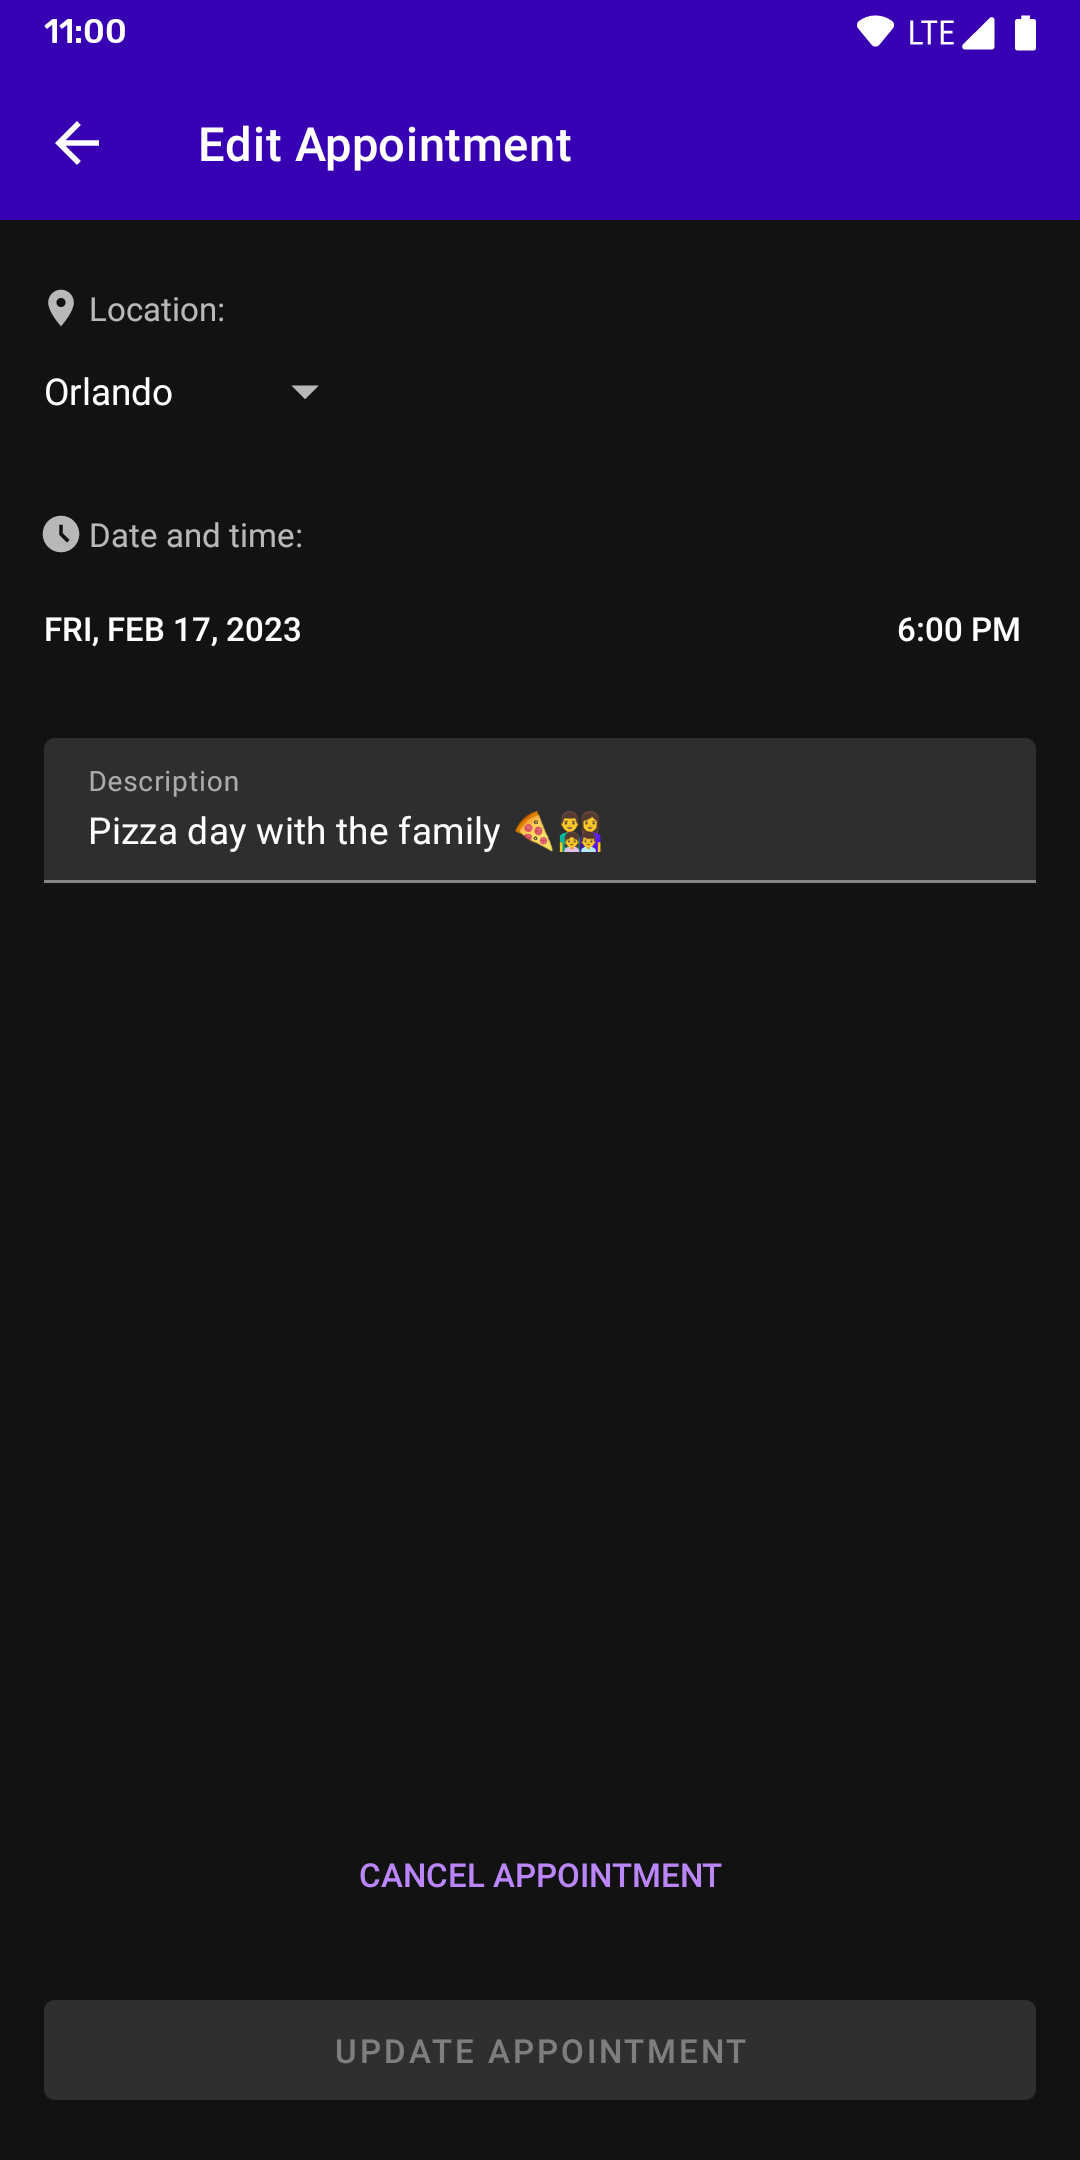 11:00 LTE
Edit Appointment
Location:
Orlando
Date and time:
FRI, FEB 17, 2023 6:00 PM
Description
Pizza day with the family 🍕👨‍👩‍👧‍👦
CANCEL APPOINTMENT
UPDATE APPOINTMENT